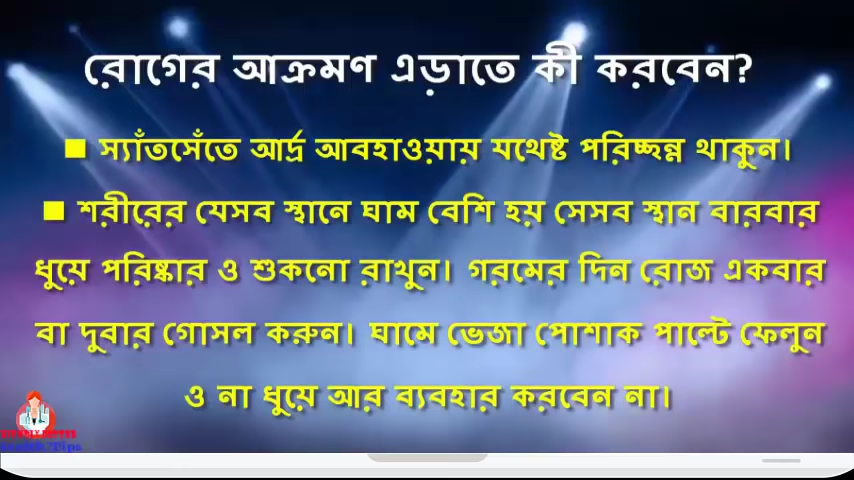 রোগের আক্রমণ এড়াতে কী করবেন?
■ স্যাঁতসেঁতে আর্দ্র আবহাওয়ায় যথেষ্ট পরিচ্ছন্ন থাকুন।
■ শরীরের যেসব স্থানে ঘাম বেশি হয় সেসব স্থান বারবার
ধুয়ে পরিষ্কার ও শুকনো রাখুন। গরমের দিন রোজ একবার
বা দুবার গোসল করুন। ঘামে ভেজা পোশাক পাল্টে ফেলুন
ও না ধুয়ে আর ব্যবহার করবেন না।